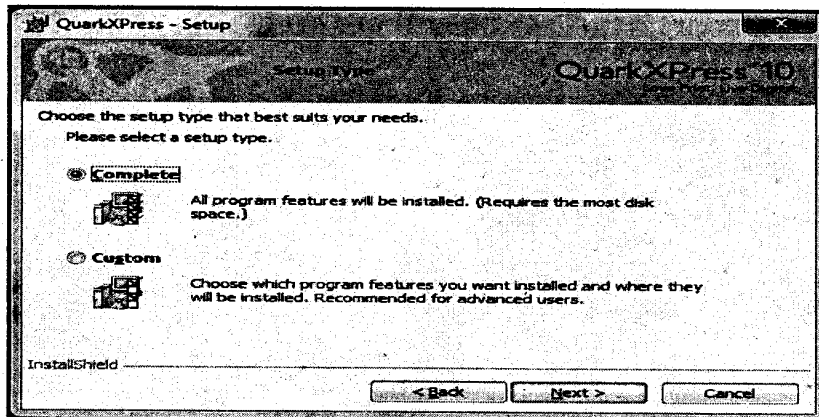 QuarkXPress - Setup
Setup Type
QuarkXPress 10
Choose the setup type that best suits your needs.
Please select a setup type.
Complete
All program features will be installed. (Requires the most disk
space.)
Custom
Choose which program features you want installed and where they
will be installed. Recommended for advanced users.
InstallShield
< Back
Next >
Cancel